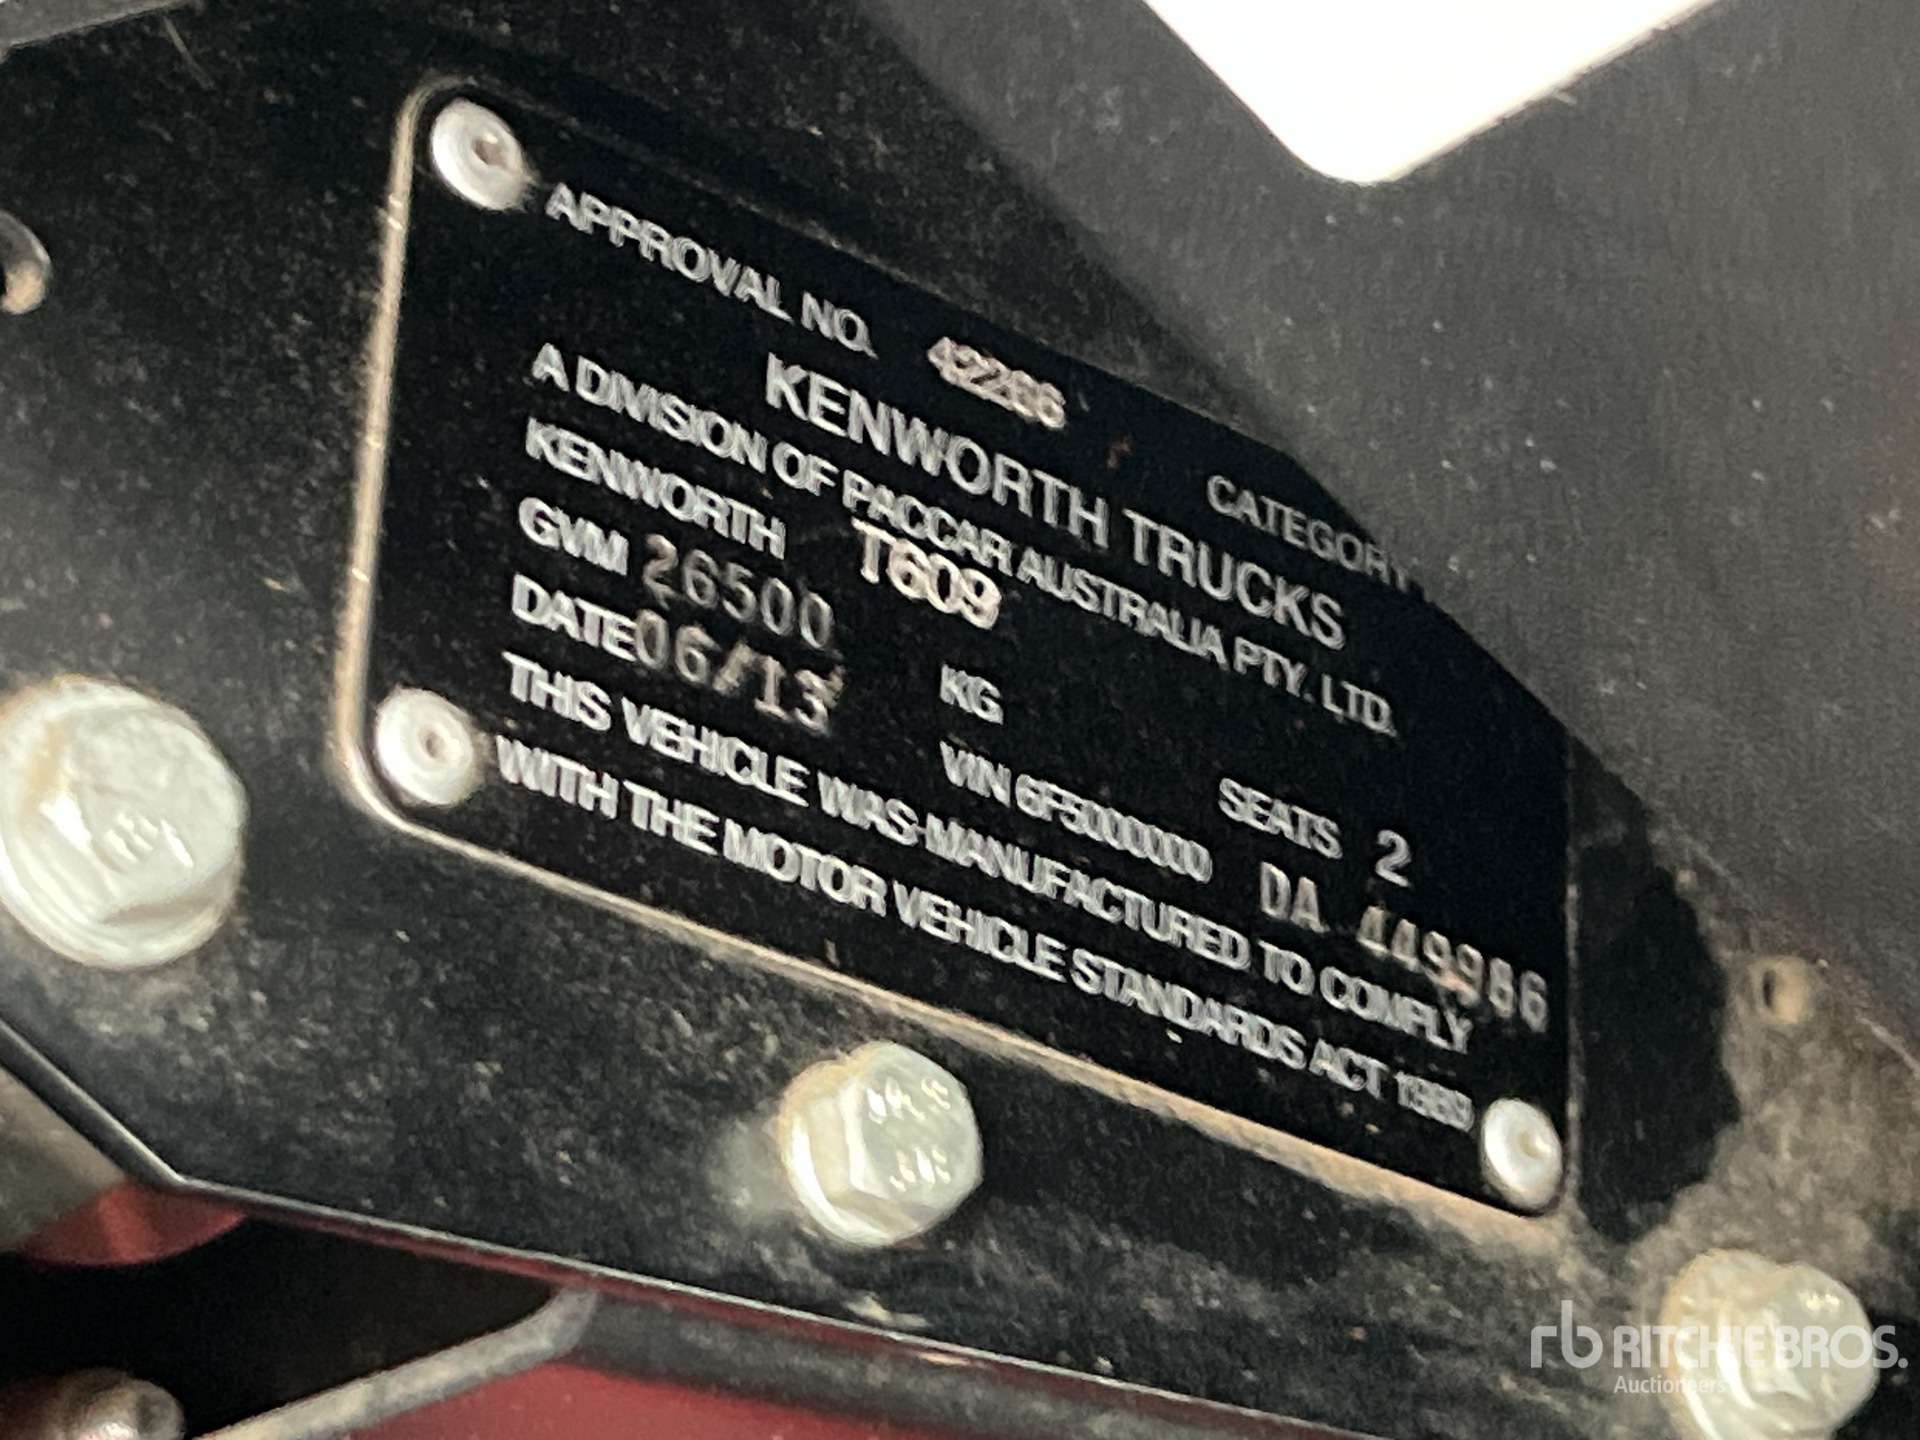 APPROVAL NO. 42266 CATEGORY
KENWORTH TRUCKS
A DIVISION OF PACCAR AUSTRALIA PTY. LTD.
KENWORTH T609
GVM 26500 KG SEATS 2
DATE 06/13 VIN 6F5000000 DA 449986
THIS VEHICLE WAS MANUFACTURED TO COMPLY
WITH THE MOTOR VEHICLE STANDARDS ACT 1989
rb RITCHIE BROS.
Auctioneers